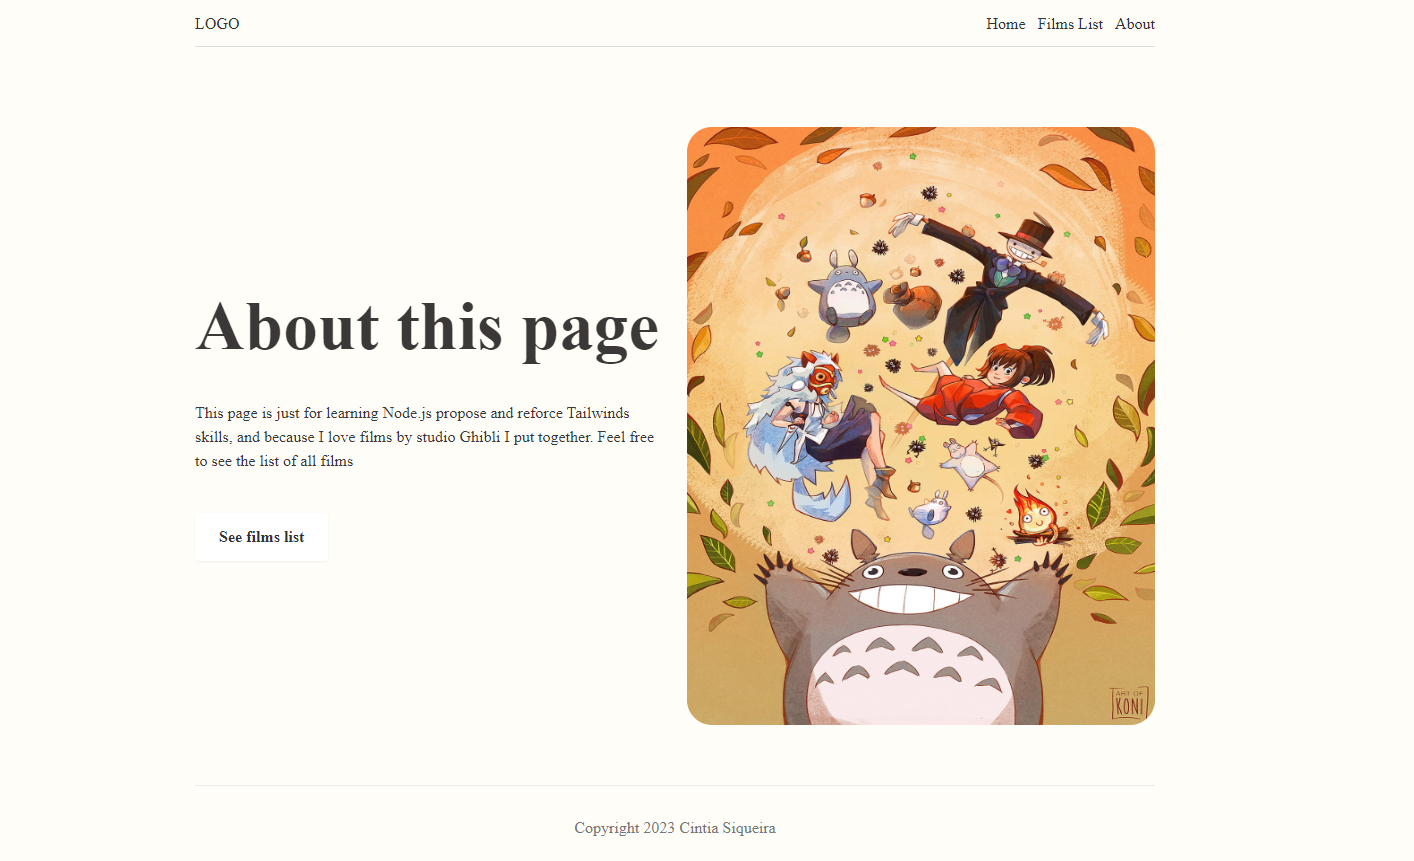 LOGO
Home Films List About
About this page
This page is just for learning Node.js propose and reforce Tailwinds
skills, and because I love films by studio Ghibli I put together. Feel free
to see the list of all films
See films list
ART OF
KONI
Copyright 2023 Cintia Siqueira